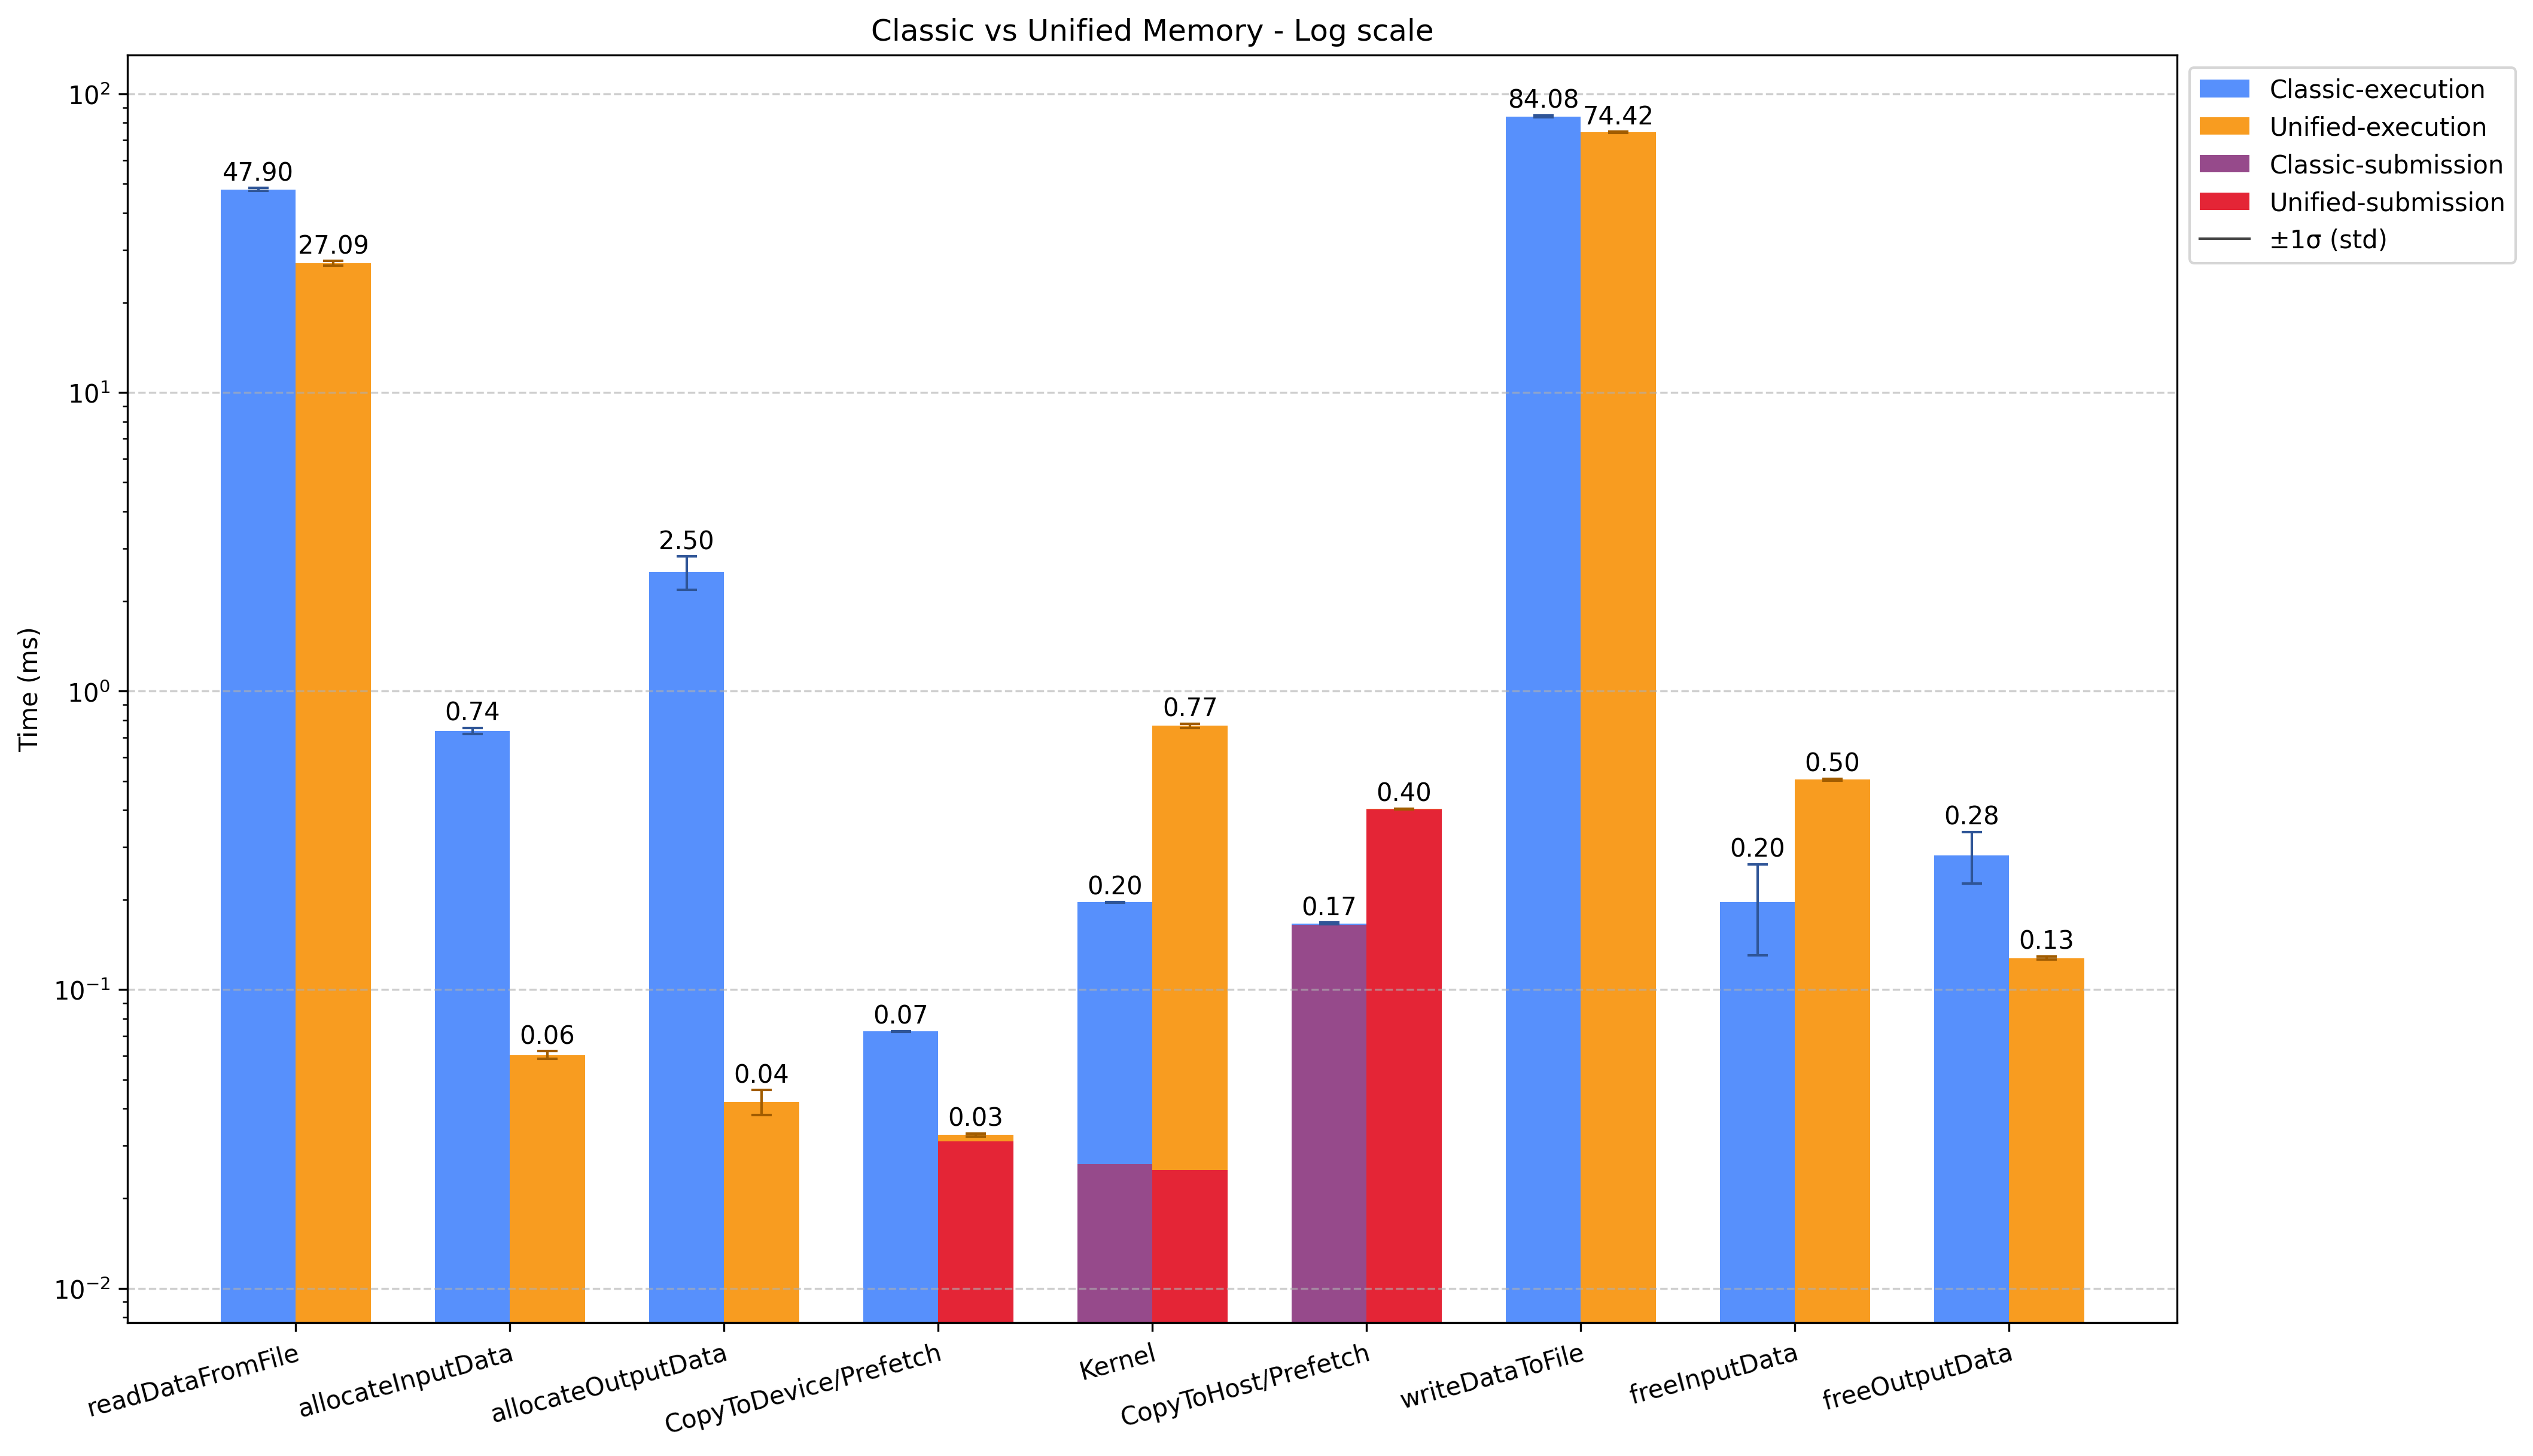 Classic vs Unified Memory - Log scale
Time (ms)
10²
10¹
10⁰
10⁻¹
10⁻²
47.90
27.09
0.74
0.06
2.50
0.04
0.07
0.03
0.20
0.77
0.17
0.40
84.08
74.42
0.20
0.50
0.28
0.13
readDataFromFile
allocateInputData
allocateOutputData
CopyToDevice/Prefetch
Kernel
CopyToHost/Prefetch
writeDataToFile
freeInputData
freeOutputData
Classic-execution
Unified-execution
Classic-submission
Unified-submission
±1σ (std)